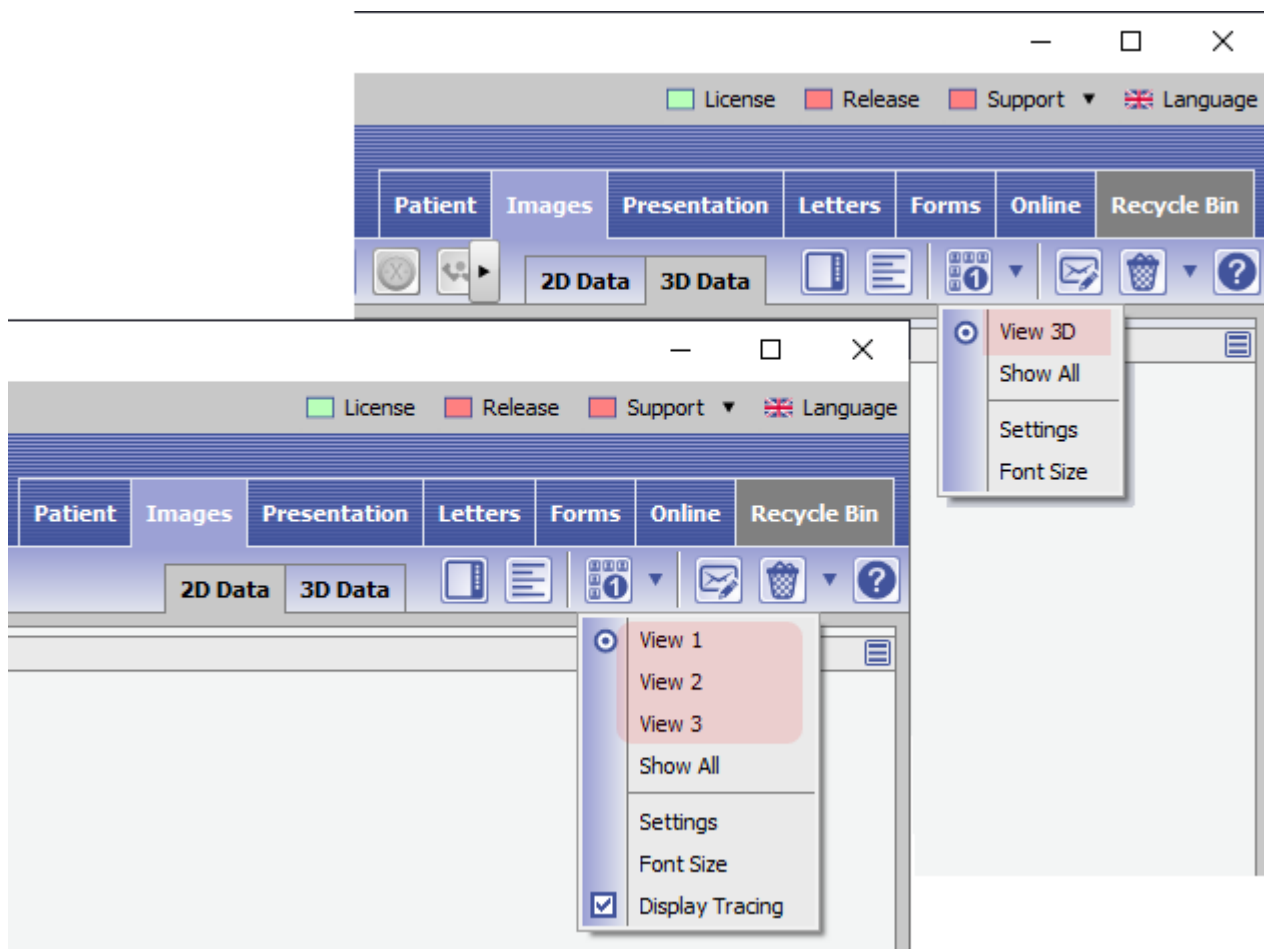 License Release Support Language
Patient Images Presentation Letters Forms Online Recycle Bin
2D Data 3D Data 1 ?
View 3D
Show All
Settings
Font Size
License Release Support Language
Patient Images Presentation Letters Forms Online Recycle Bin
2D Data 3D Data 1 ?
View 1
View 2
View 3
Show All
Settings
Font Size
Display Tracing